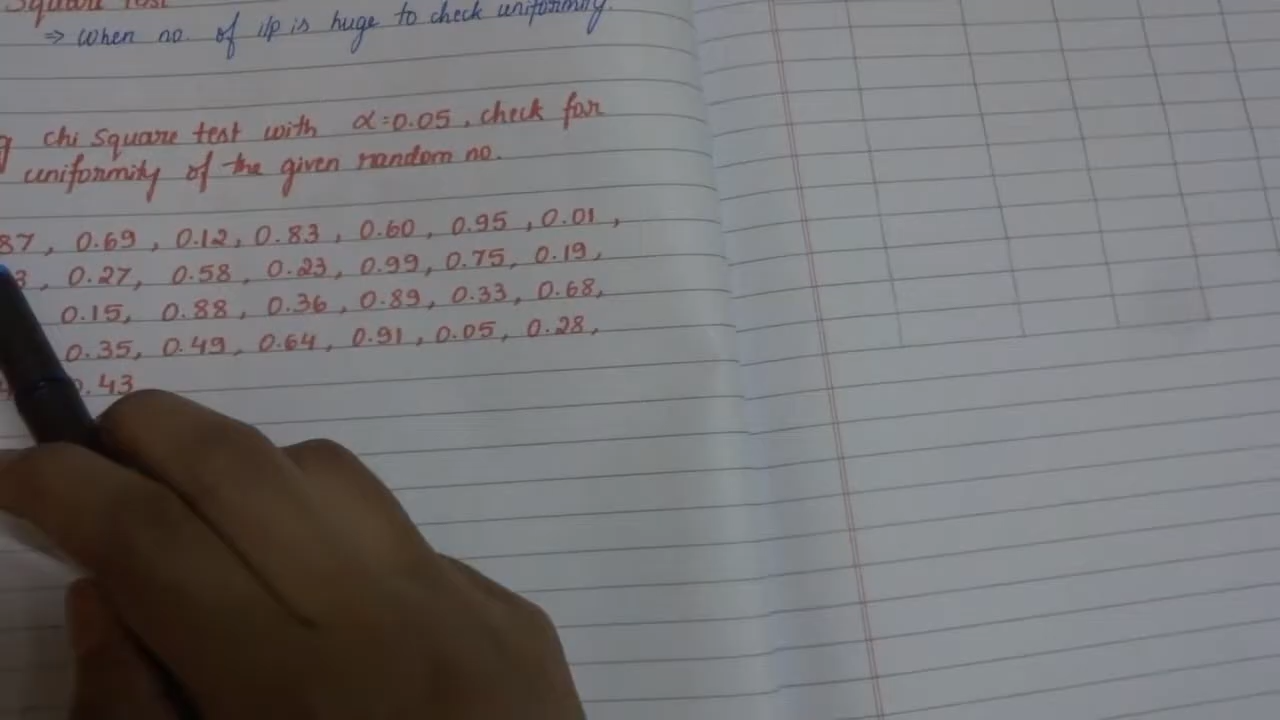 Square Test
⇒ when no. of i/p is huge to check uniformity.
chi square test with α=0.05, check for
uniformity of the given random no.
87, 0.69, 0.12, 0.83, 0.60, 0.95, 0.01,
3, 0.27, 0.58, 0.23, 0.99, 0.75, 0.19,
0.15, 0.88, 0.36, 0.89, 0.33, 0.68,
0.35, 0.49, 0.64, 0.91, 0.05, 0.28,
.43